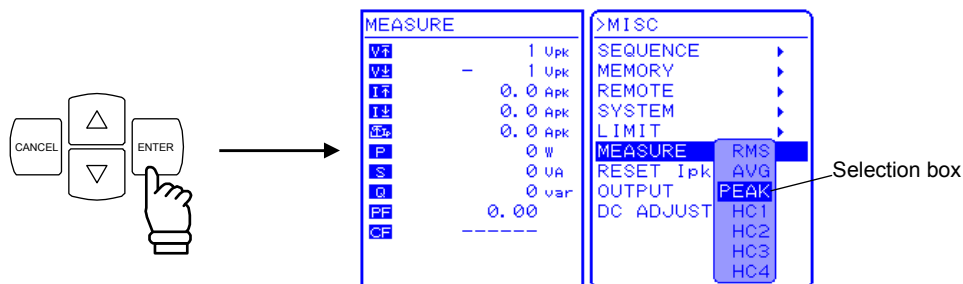 CANCEL
ENTER
MEASURE
V 1 Vpk
V - 1 Vpk
I 0.0 Apk
I 0.0 Apk
0.0 Apk
P 0 W
S 0 VA
Q 0 var
PF 0.00
CF ------
>MISC
SEQUENCE
MEMORY
REMOTE
SYSTEM
LIMIT
MEASURE
RESET Ipk
OUTPUT
DC ADJUST
RMS
AVG
PEAK
HC1
HC2
HC3
HC4
Selection box